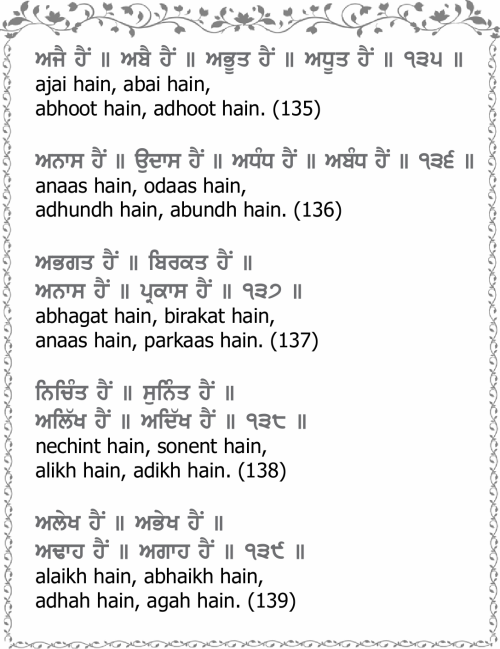 ਅਜੈ ਹੈਂ ॥ ਅਬੈ ਹੈਂ ॥ ਅਭੂਤ ਹੈਂ ॥ ਅਧੂਤ ਹੈਂ ॥ ੧੩੫ ॥
ajai hain, abai hain,
abhoot hain, adhoot hain. (135)
ਅਨਾਸ ਹੈਂ ॥ ਉਦਾਸ ਹੈਂ ॥ ਅਧੰਧ ਹੈਂ ॥ ਅਬੰਧ ਹੈਂ ॥ ੧੩੬ ॥
anaas hain, odaas hain,
adhundh hain, abundh hain. (136)
ਅਭਗਤ ਹੈਂ ॥ ਬਿਰਕਤ ਹੈਂ ॥
ਅਨਾਸ ਹੈਂ ॥ ਪ੍ਰਕਾਸ ਹੈਂ ॥ ੧੩੭ ॥
abhagat hain, birakat hain,
anaas hain, parkaas hain. (137)
ਨਿਚਿੰਤ ਹੈਂ ॥ ਸੁਨਿੰਤ ਹੈਂ ॥
ਅਲਿੱਖ ਹੈਂ ॥ ਅਦਿੱਖ ਹੈਂ ॥ ੧੩੮ ॥
nechint hain, sonent hain,
alikh hain, adikh hain. (138)
ਅਲੇਖ ਹੈਂ ॥ ਅਭੇਖ ਹੈਂ ॥
ਅਢਾਹ ਹੈਂ ॥ ਅਗਾਹ ਹੈਂ ॥ ੧੩੯ ॥
alaikh hain, abhaikh hain,
adhah hain, agah hain. (139)